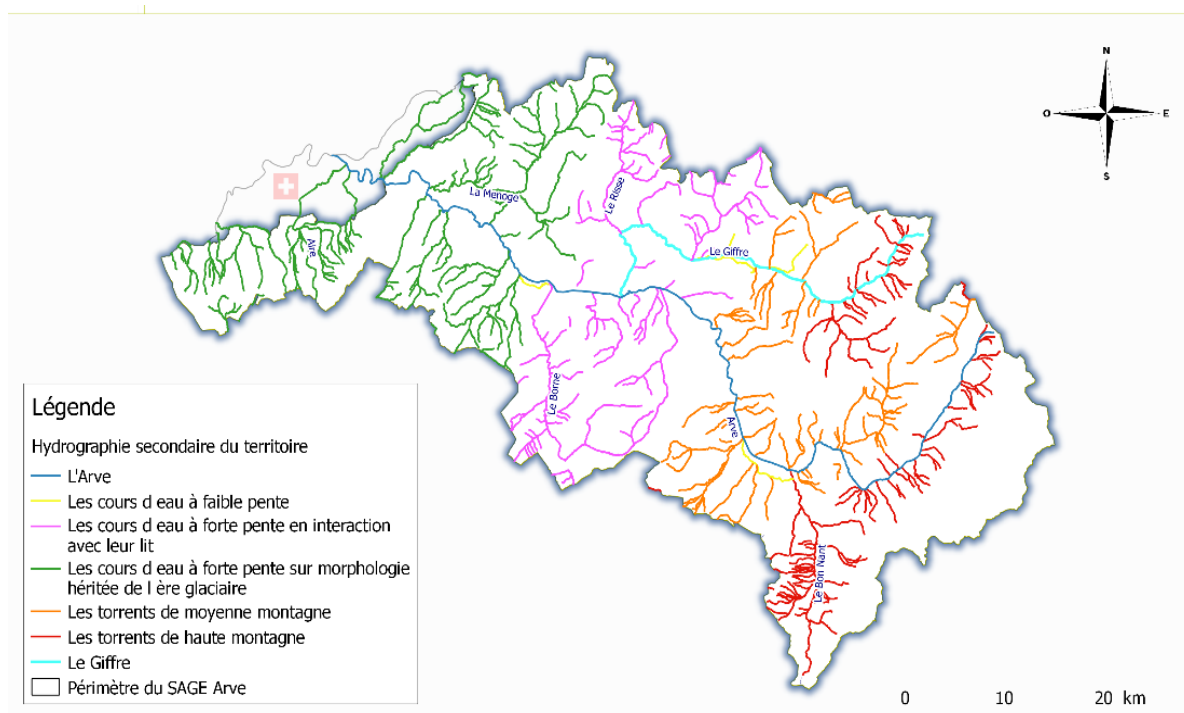 N
O
E
S
La Menoge
Le Risse
Aire
Le Giffre
Le Borne
Arve
Le Bon Nant
Légende
Hydrographie secondaire du territoire
L'Arve
Les cours d eau à faible pente
Les cours d eau à forte pente en interaction
avec leur lit
Les cours d eau à forte pente sur morphologie
héritée de l ère glaciaire
Les torrents de moyenne montagne
Les torrents de haute montagne
Le Giffre
Périmètre du SAGE Arve
0 10 20 km